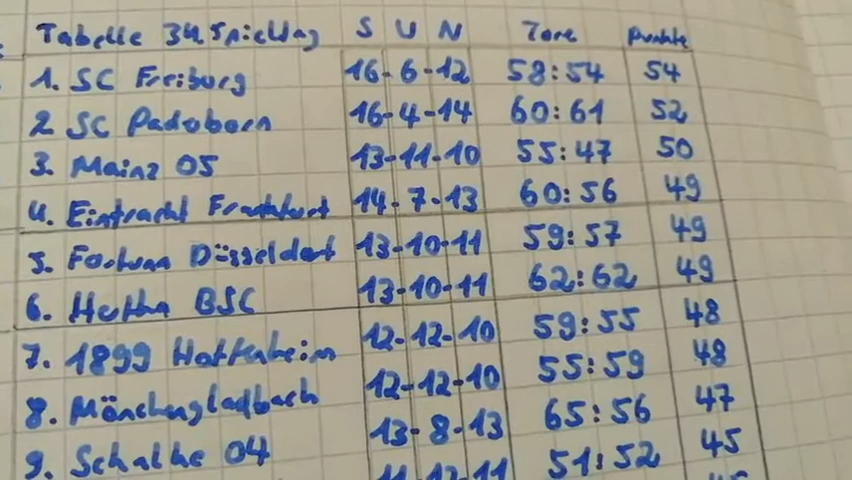 Tabelle 34. Spieltag S U N Tore Punkte
1. SC Freiburg 16-6-12 58:54 54
2 SC Padoborn 16-4-14 60:61 52
3. Mainz 05 13-11-10 55:47 50
4. Eintracht Frankfurt 14-7-13 60:56 49
5. Fortuna Düsseldorf 13-10-11 59:57 49
6. Hertha BSC 13-10-11 62:62 49
7. 1899 Hoffenheim 12-12-10 59:55 48
8. Mönchengladbach 12-12-10 55:59 48
9. Schalke 04 13-8-13 65:56 47
11-12-11 51:52 45